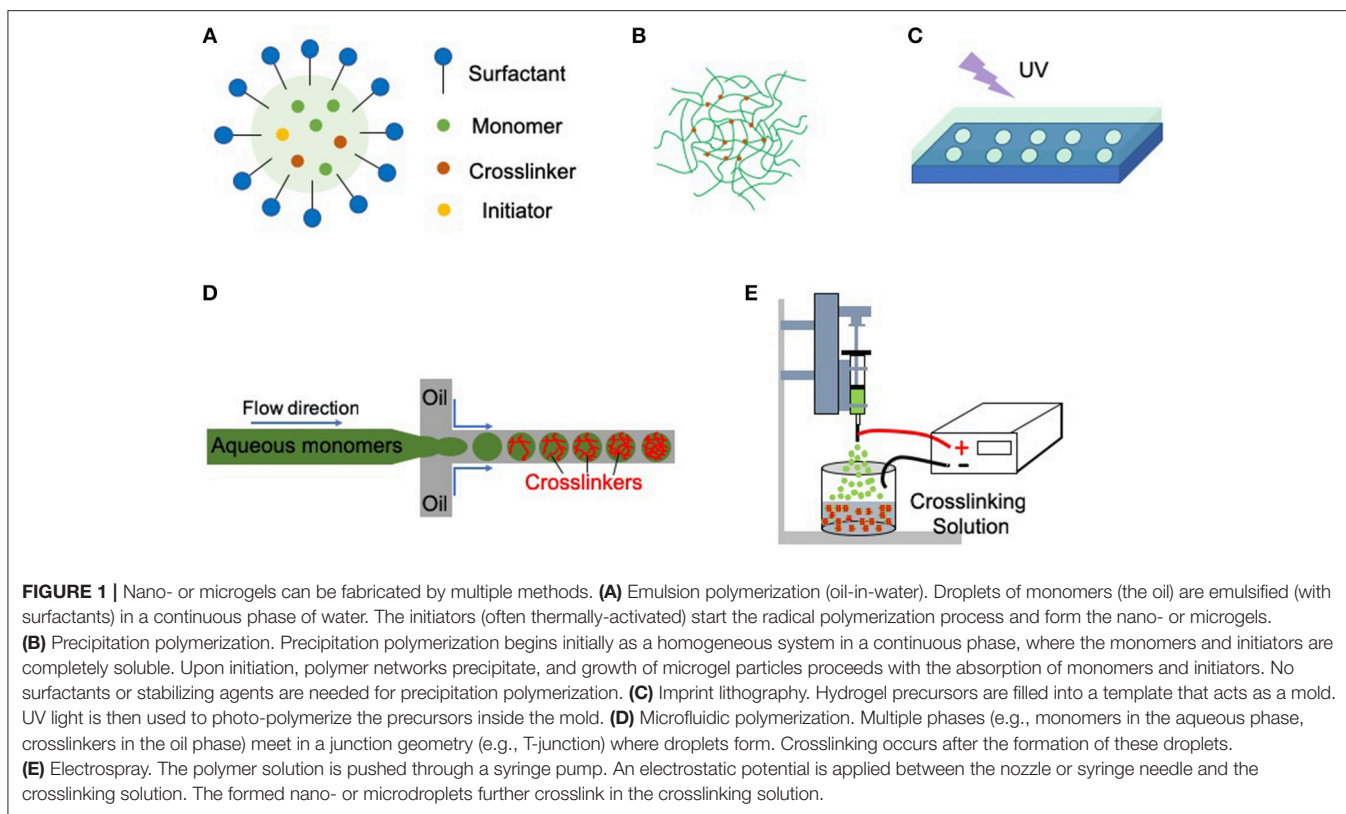 A
Surfactant
Monomer
Crosslinker
Initiator
B
C
UV
D
Flow direction
Aqueous monomers
Oil
Oil
Crosslinkers
E
+
-
Crosslinking
Solution
FIGURE 1 | Nano- or microgels can be fabricated by multiple methods. (A) Emulsion polymerization (oil-in-water). Droplets of monomers (the oil) are emulsified (with
surfactants) in a continuous phase of water. The initiators (often thermally-activated) start the radical polymerization process and form the nano- or microgels.
(B) Precipitation polymerization. Precipitation polymerization begins initially as a homogeneous system in a continuous phase, where the monomers and initiators are
completely soluble. Upon initiation, polymer networks precipitate, and growth of microgel particles proceeds with the absorption of monomers and initiators. No
surfactants or stabilizing agents are needed for precipitation polymerization. (C) Imprint lithography. Hydrogel precursors are filled into a template that acts as a mold.
UV light is then used to photo-polymerize the precursors inside the mold. (D) Microfluidic polymerization. Multiple phases (e.g., monomers in the aqueous phase,
crosslinkers in the oil phase) meet in a junction geometry (e.g., T-junction) where droplets form. Crosslinking occurs after the formation of these droplets.
(E) Electrospray. The polymer solution is pushed through a syringe pump. An electrostatic potential is applied between the nozzle or syringe needle and the
crosslinking solution. The formed nano- or microdroplets further crosslink in the crosslinking solution.